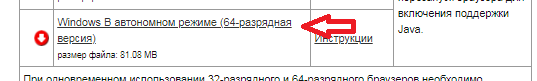 включения поддержки
Java.
Windows В автономном режиме (64-разрядная
версия)
Инструкции
размер файла: 81.08 MB
При одновременном использовании 32-разрядного и 64-разрядного браузеров необходимо